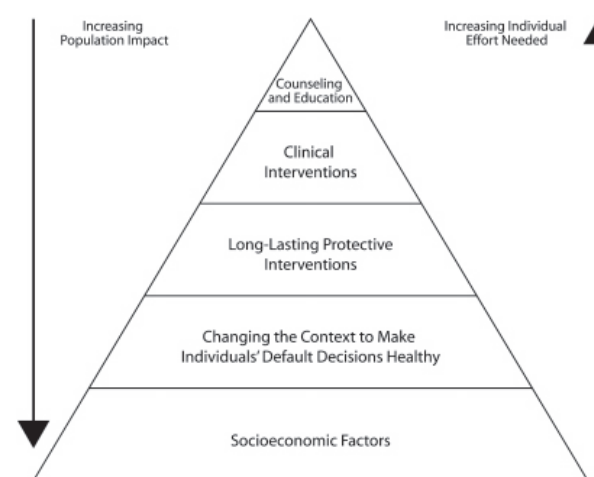 Increasing
Population Impact
Increasing Individual
Effort Needed
Counseling
and Education
Clinical
Interventions
Long-Lasting Protective
Interventions
Changing the Context to Make
Individuals' Default Decisions Healthy
Socioeconomic Factors